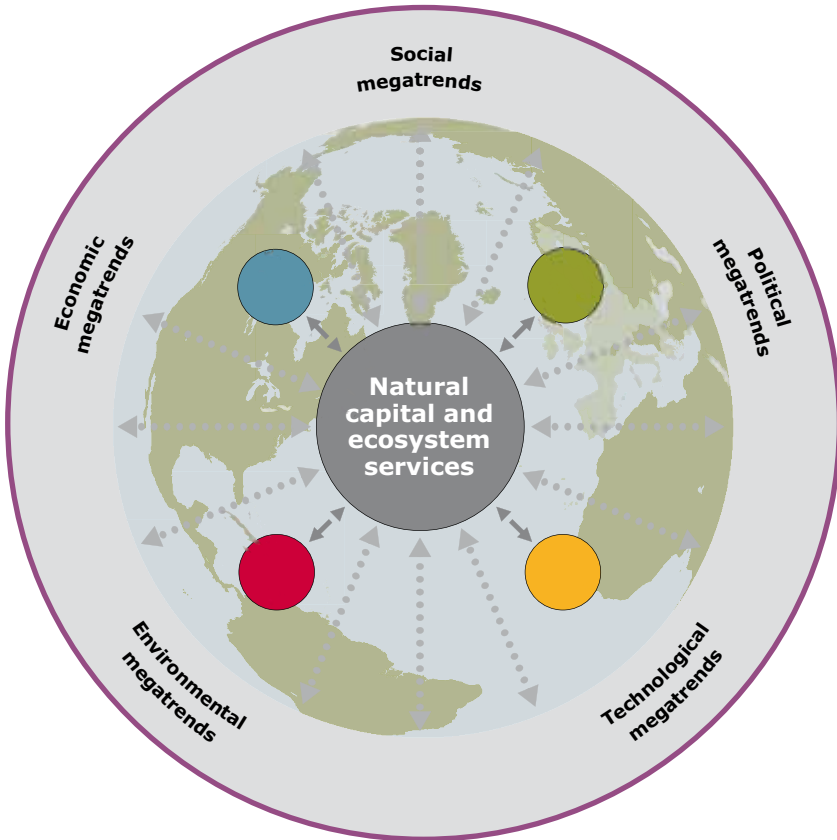 Social
megatrends
Economic
megatrends
Political
megatrends
Natural
capital and
ecosystem
services
Environmental
megatrends
Technological
megatrends